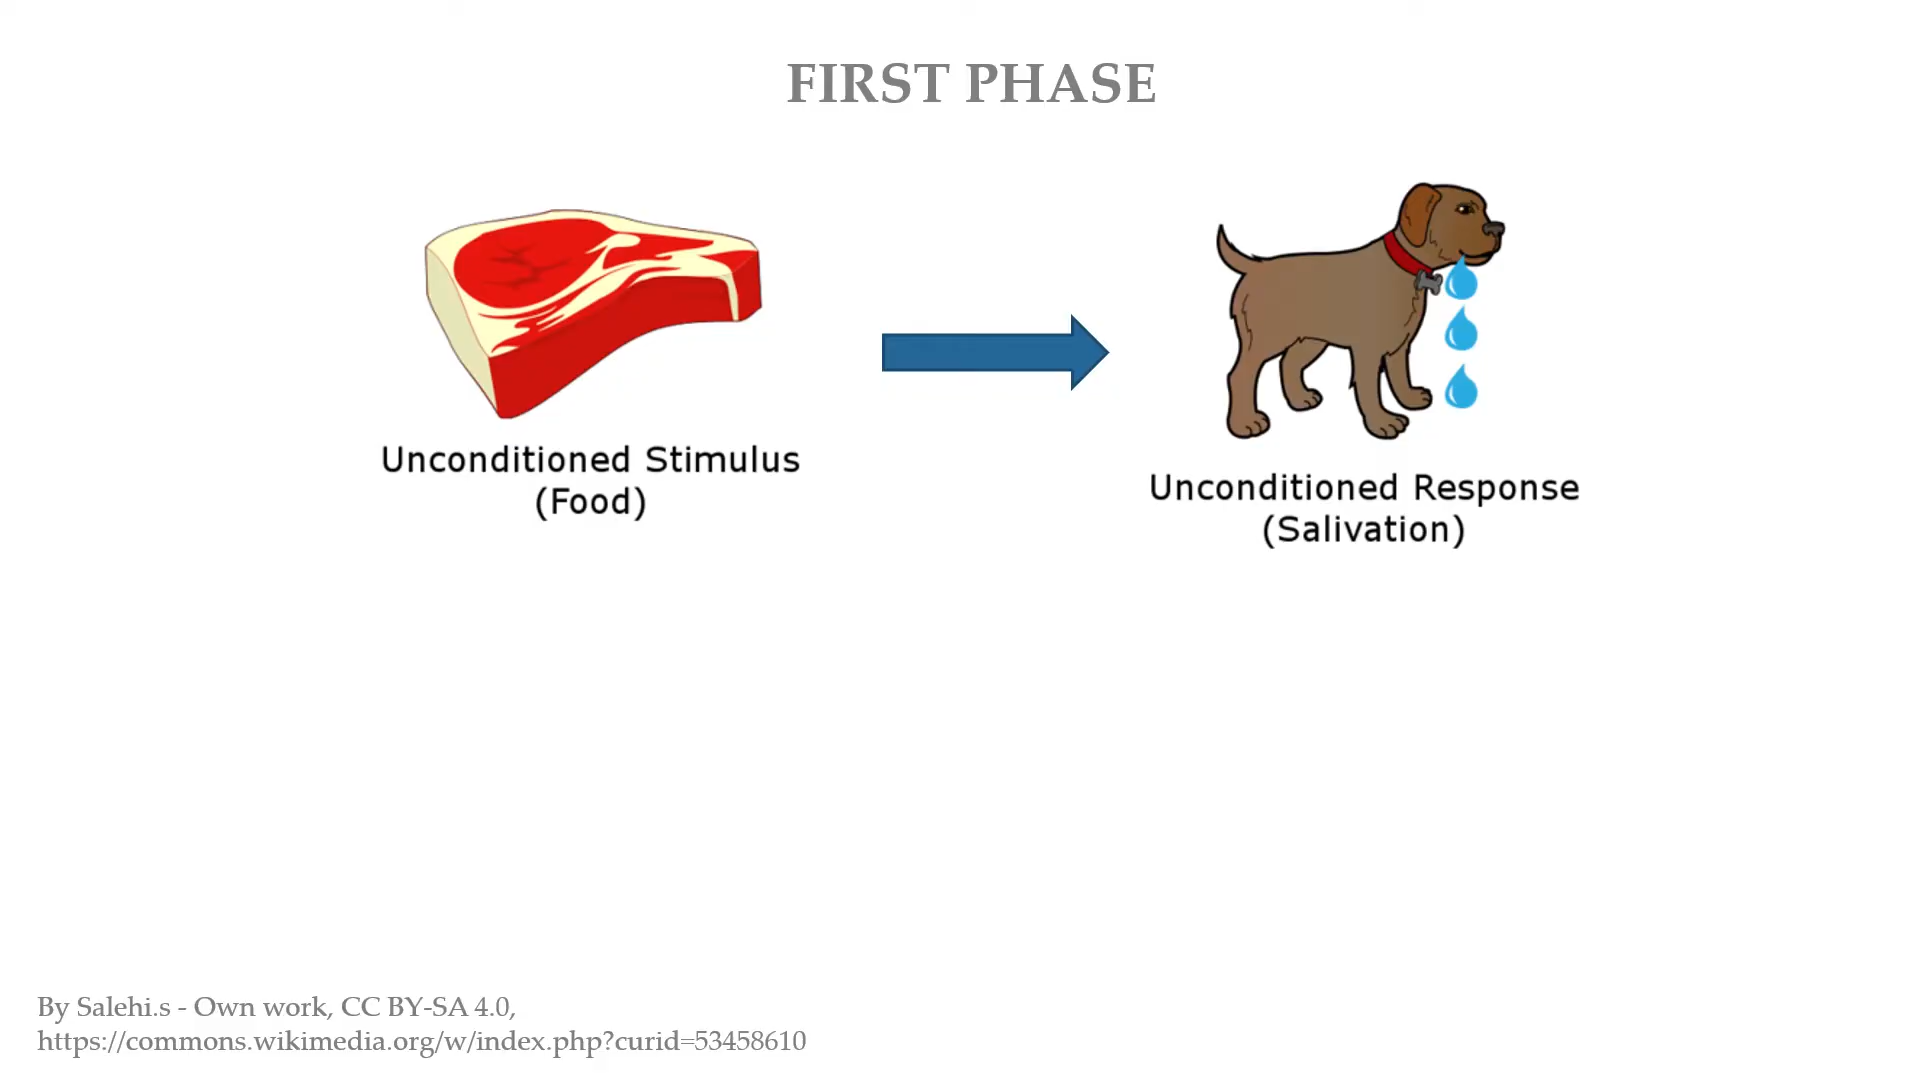 FIRST PHASE
Unconditioned Stimulus
(Food)
Unconditioned Response
(Salivation)
By Salehi.s - Own work, CC BY-SA 4.0,
https://commons.wikimedia.org/w/index.php?curid=53458610